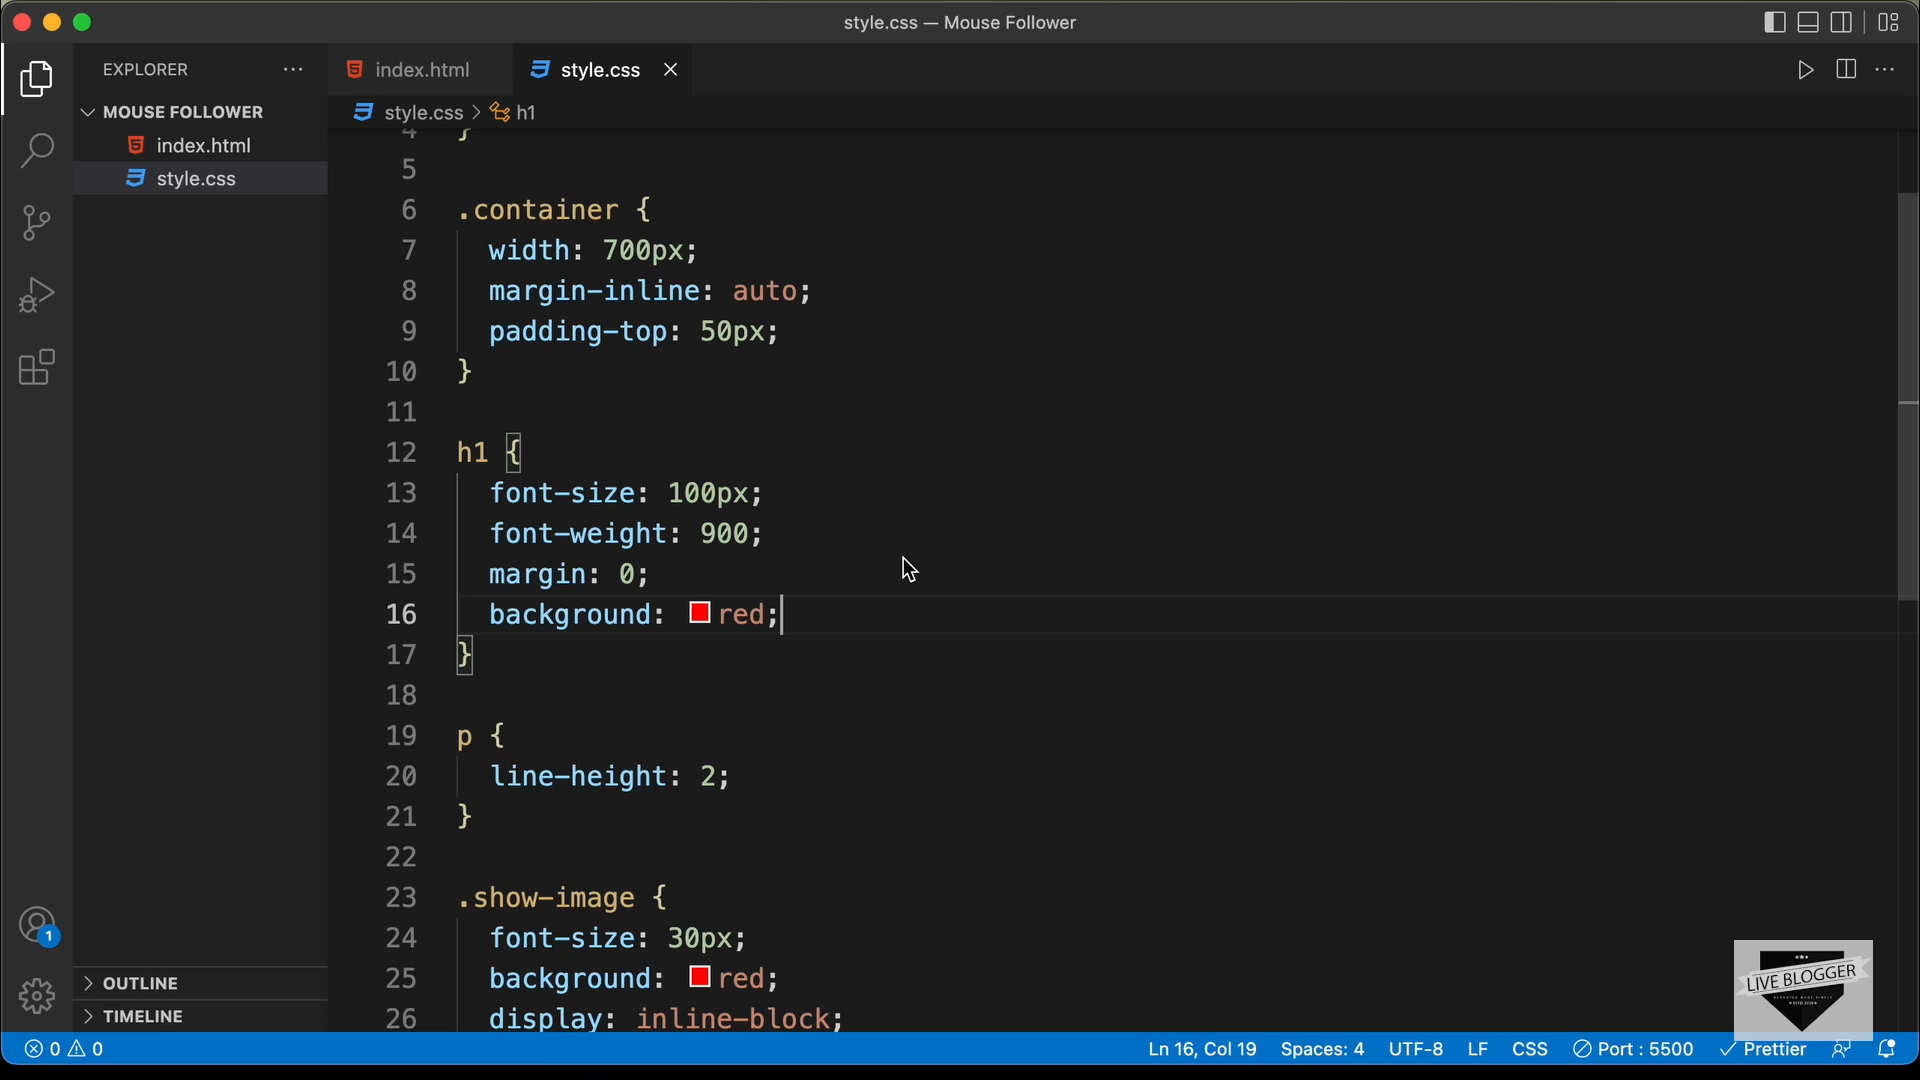 style.css — Mouse Follower
EXPLORER
index.html
style.css
MOUSE FOLLOWER
index.html
style.css
style.css > h1
4 }
5
6 .container {
7 width: 700px;
8 margin-inline: auto;
9 padding-top: 50px;
10 }
11
12 h1 {
13 font-size: 100px;
14 font-weight: 900;
15 margin: 0;
16 background: red;
17 }
18
19 p {
20 line-height: 2;
21 }
22
23 .show-image {
24 font-size: 30px;
25 background: red;
26 display: inline-block;
1
OUTLINE
TIMELINE
LIVE BLOGGER
0 0
Ln 16, Col 19
Spaces: 4
UTF-8
LF
CSS
Port : 5500
Prettier